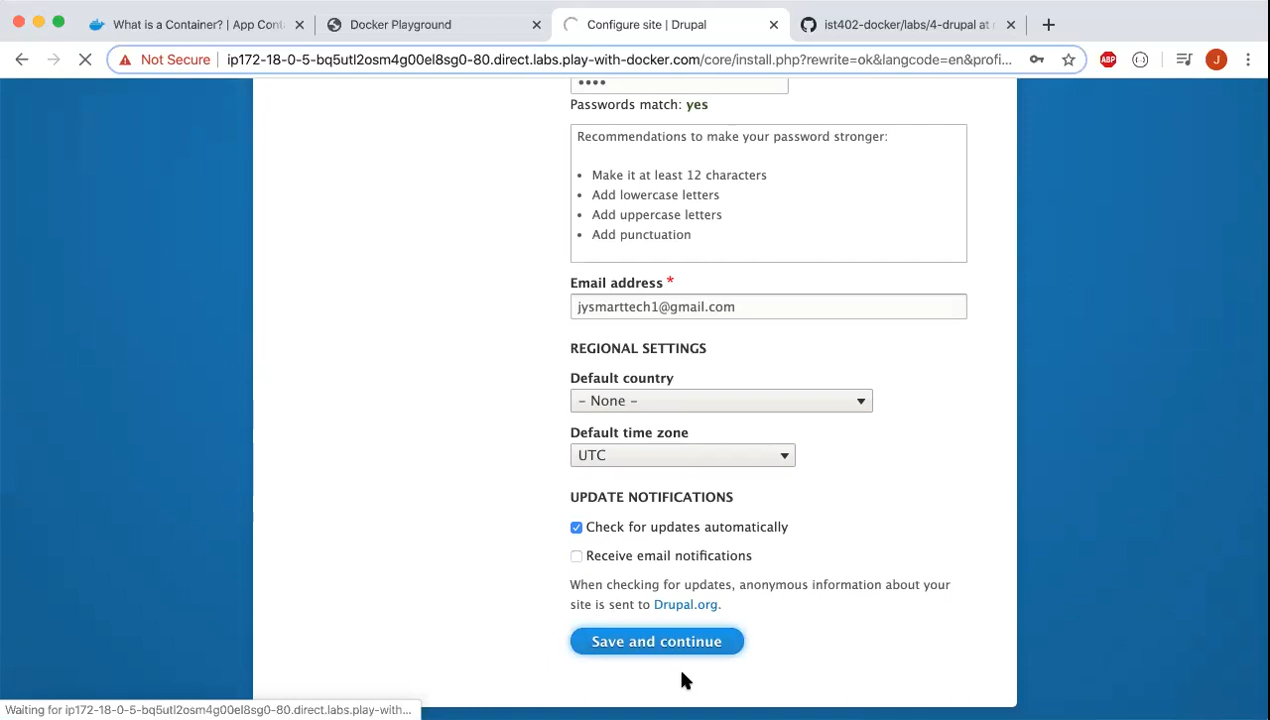 What is a Container? | App Cont
Docker Playground
Configure site | Drupal
ist402-docker/labs/4-drupal at
Not Secure
ip172-18-0-5-bq5utl2osm4g00el8sg0-80.direct.labs.play-with-docker.com/core/install.php?rewrite=ok&langcode=en&profi...
ABP
J
••••
Passwords match: yes
Recommendations to make your password stronger:
• Make it at least 12 characters
• Add lowercase letters
• Add uppercase letters
• Add punctuation
Email address *
jysmarttech1@gmail.com
REGIONAL SETTINGS
Default country
- None -
Default time zone
UTC
UPDATE NOTIFICATIONS
Check for updates automatically
Receive email notifications
When checking for updates, anonymous information about your
site is sent to Drupal.org.
Save and continue
Waiting for ip172-18-0-5-bq5utl2osm4g00el8sg0-80.direct.labs.play-with...